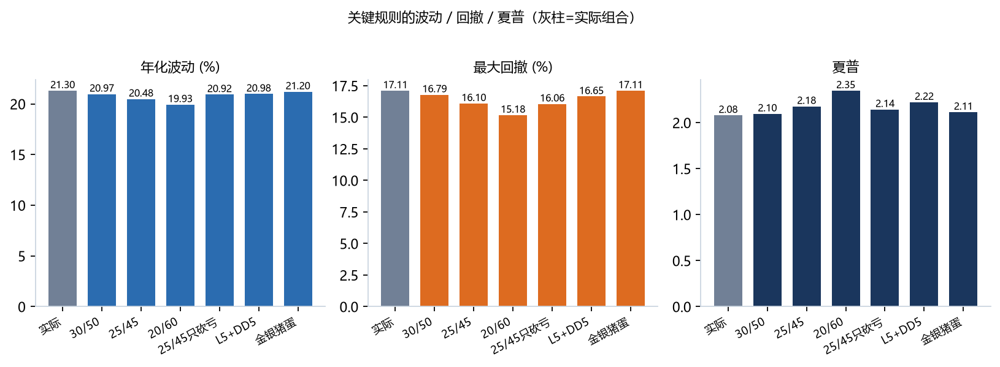 关键规则的波动 / 回撤 / 夏普（灰柱=实际组合）
年化波动 (%)
21.30 20.97 20.48 19.93 20.92 20.98 21.20
20
15
10
5
0
实际 30/50 25/45 20/60 25/45只砍亏 L5+DD5 金银猪蛋
最大回撤 (%)
17.11 16.79 16.10 15.18 16.06 16.65 17.11
17.5
15.0
12.5
10.0
7.5
5.0
2.5
0.0
实际 30/50 25/45 20/60 25/45只砍亏 L5+DD5 金银猪蛋
夏普
2.08 2.10 2.18 2.35 2.14 2.22 2.11
2.0
1.5
1.0
0.5
0.0
实际 30/50 25/45 20/60 25/45只砍亏 L5+DD5 金银猪蛋